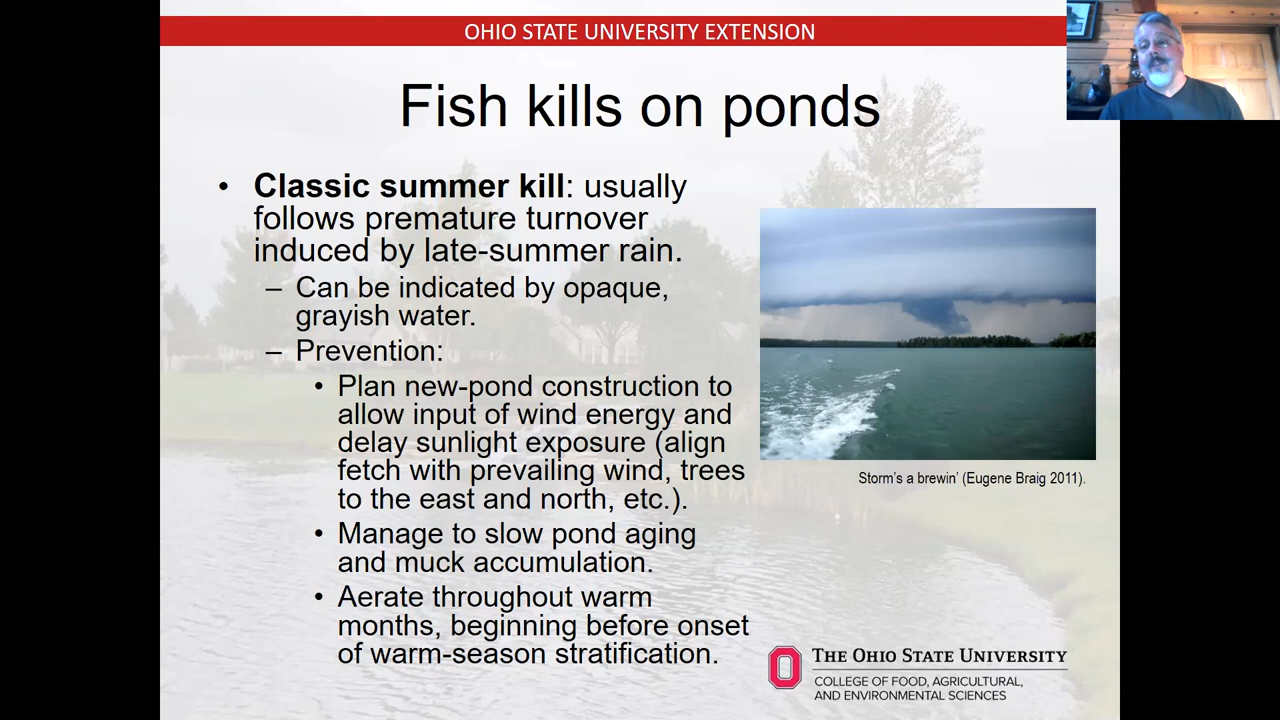 OHIO STATE UNIVERSITY EXTENSION
Fish kills on ponds
• Classic summer kill: usually
follows premature turnover
induced by late-summer rain.
– Can be indicated by opaque,
grayish water.
– Prevention:
• Plan new-pond construction to
allow input of wind energy and
delay sunlight exposure (align
fetch with prevailing wind, trees
to the east and north, etc.).
• Manage to slow pond aging
and muck accumulation.
• Aerate throughout warm
months, beginning before onset
of warm-season stratification.
Storm's a brewin' (Eugene Braig 2011).
THE OHIO STATE UNIVERSITY
COLLEGE OF FOOD, AGRICULTURAL,
AND ENVIRONMENTAL SCIENCES